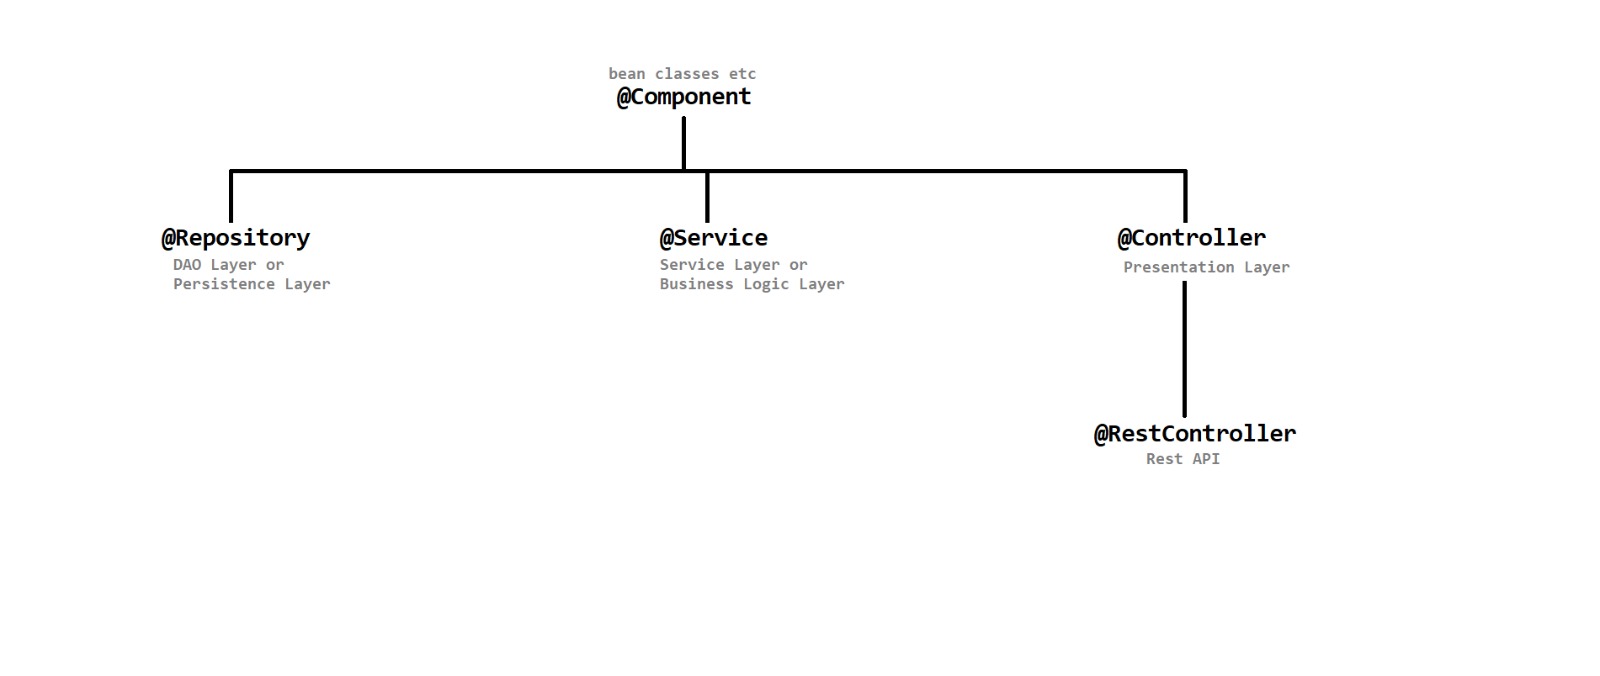 bean classes etc
@Component
@Repository
DAO Layer or
Persistence Layer
@Service
Service Layer or
Business Logic Layer
@Controller
Presentation Layer
@RestController
Rest API